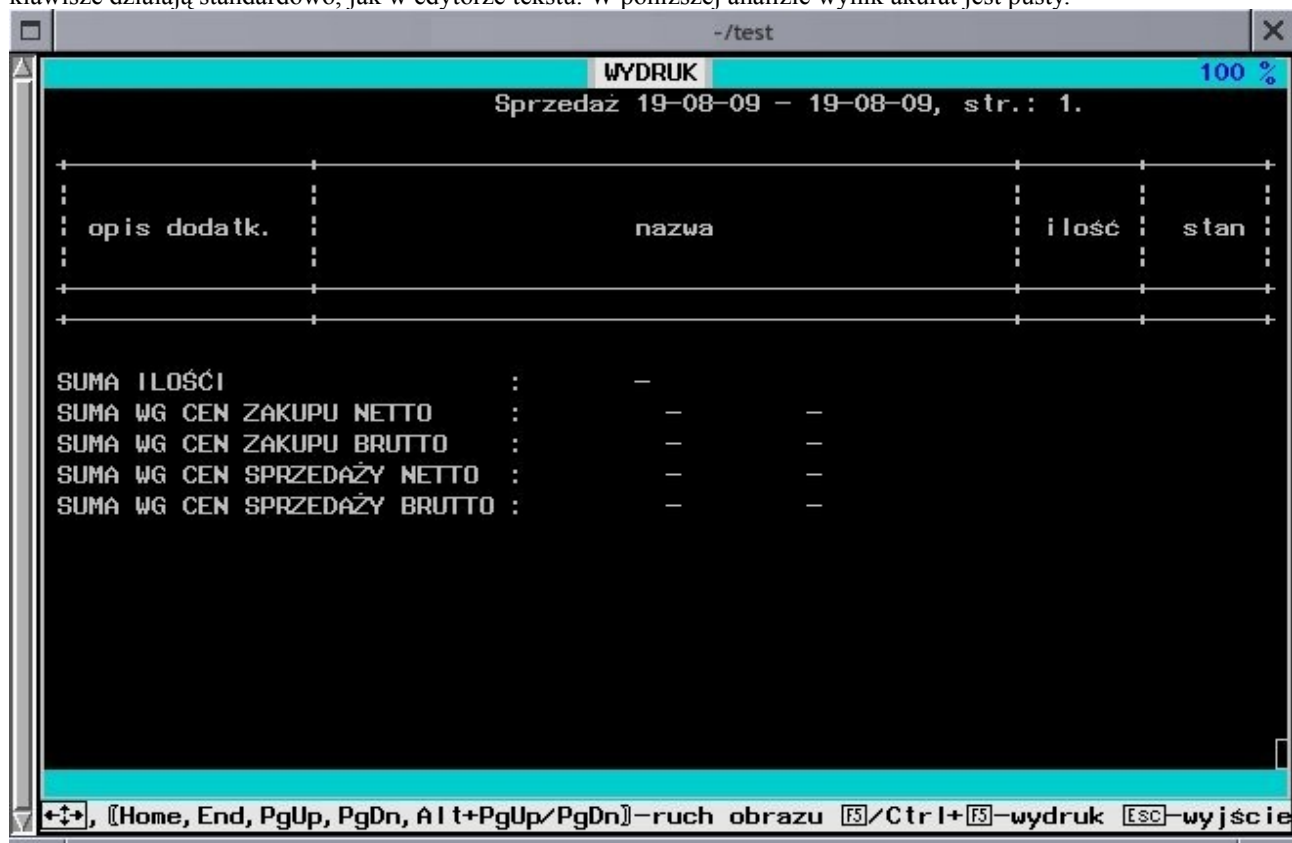 klawisze działają standardowo, jak w edytorze tekstu. W poniższej analizie wynik akurat jest pusty.
-/test
WYDRUK 100 %
Sprzedaż 19-08-09 - 19-08-09, str.: 1.
opis dodatk. nazwa ilość stan
SUMA ILOŚĆI : -
SUMA WG CEN ZAKUPU NETTO : - -
SUMA WG CEN ZAKUPU BRUTTO : - -
SUMA WG CEN SPRZEDAŻY NETTO : - -
SUMA WG CEN SPRZEDAŻY BRUTTO : - -
, [Home, End, PgUp, PgDn, Alt+PgUp/PgDn]-ruch obrazu F5/Ctrl+F5-wydruk ESC-wyjście